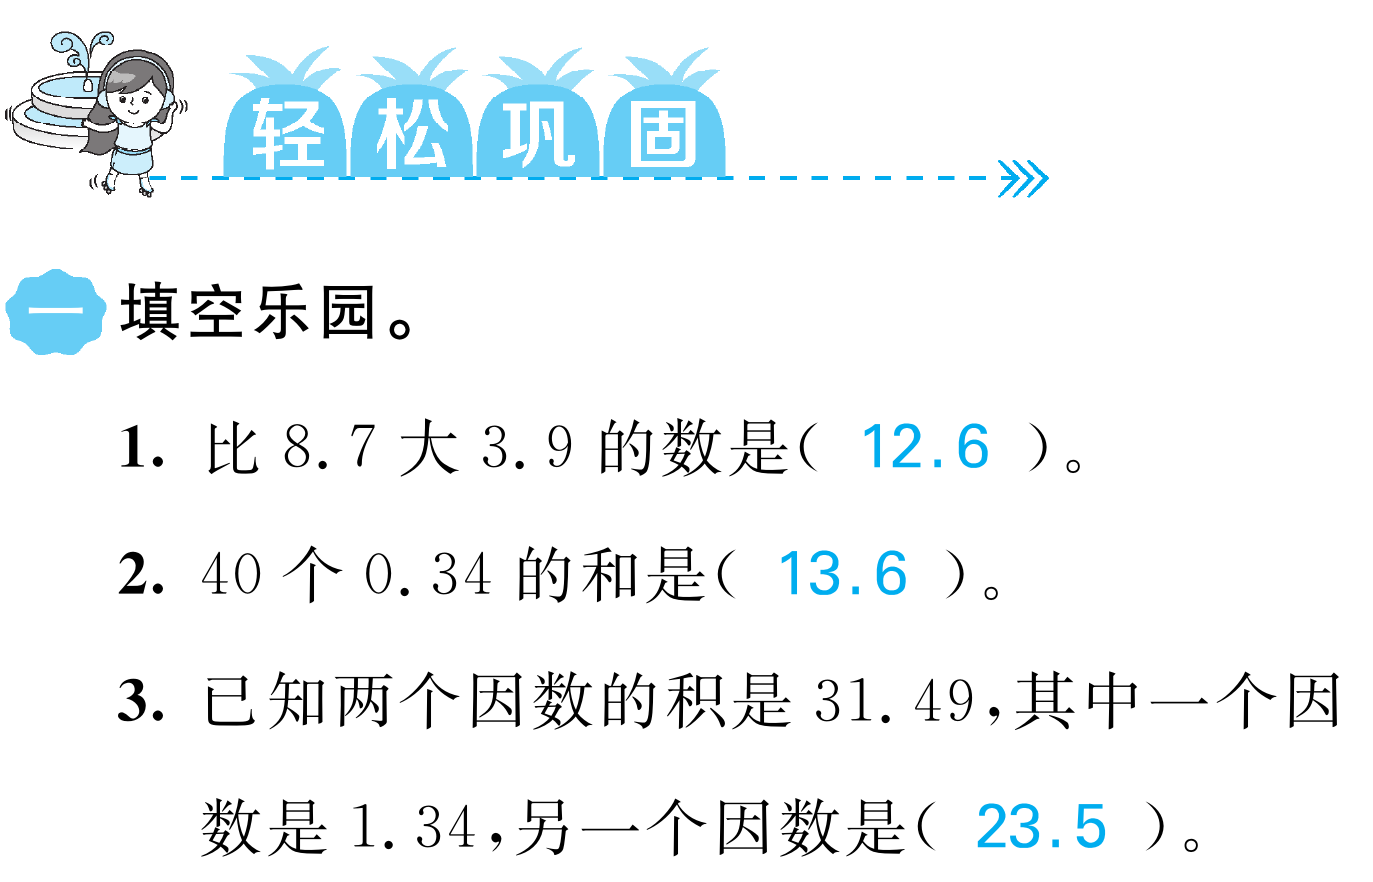 轻松巩固
一 填空乐园。
1. 比 8.7 大 3.9 的数是( 12.6 )。
2. 40 个 0.34 的和是( 13.6 )。
3. 已知两个因数的积是 31.49,其中一个因
数是 1.34,另一个因数是( 23.5 )。